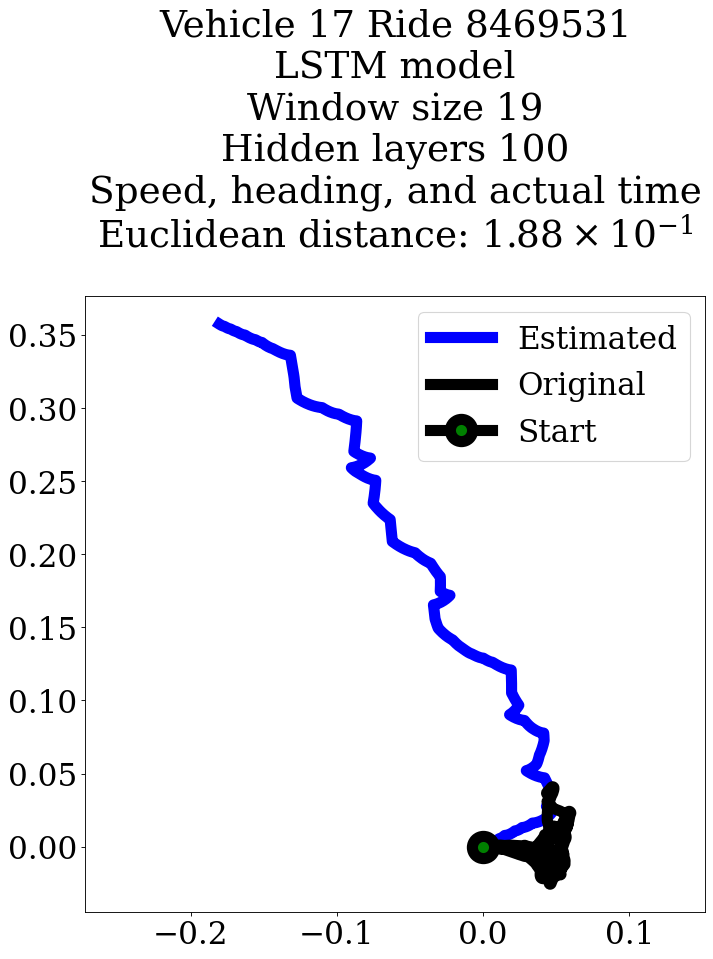 Vehicle 17 Ride 8469531
LSTM model
Window size 19
Hidden layers 100
Speed, heading, and actual time
Euclidean distance: 1.88 × 10⁻¹
Estimated
Original
Start
0.35
0.30
0.25
0.20
0.15
0.10
0.05
0.00
−0.2 −0.1 0.0 0.1